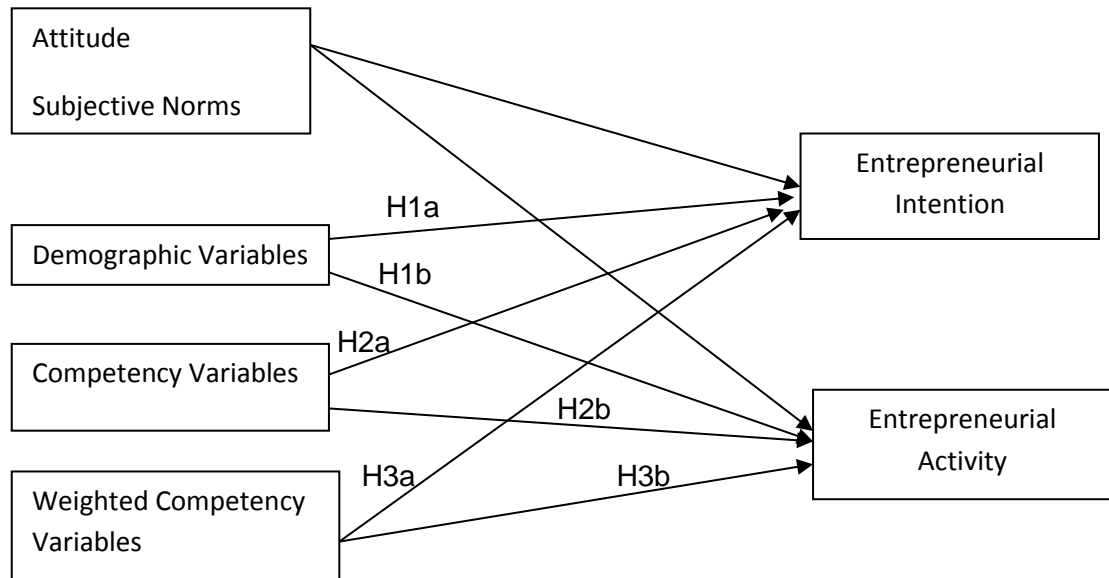 Attitude
Subjective Norms
Entrepreneurial
Intention
H1a
Demographic Variables
H1b
H2a
Competency Variables
H2b
Entrepreneurial
Activity
H3a
H3b
Weighted Competency
Variables